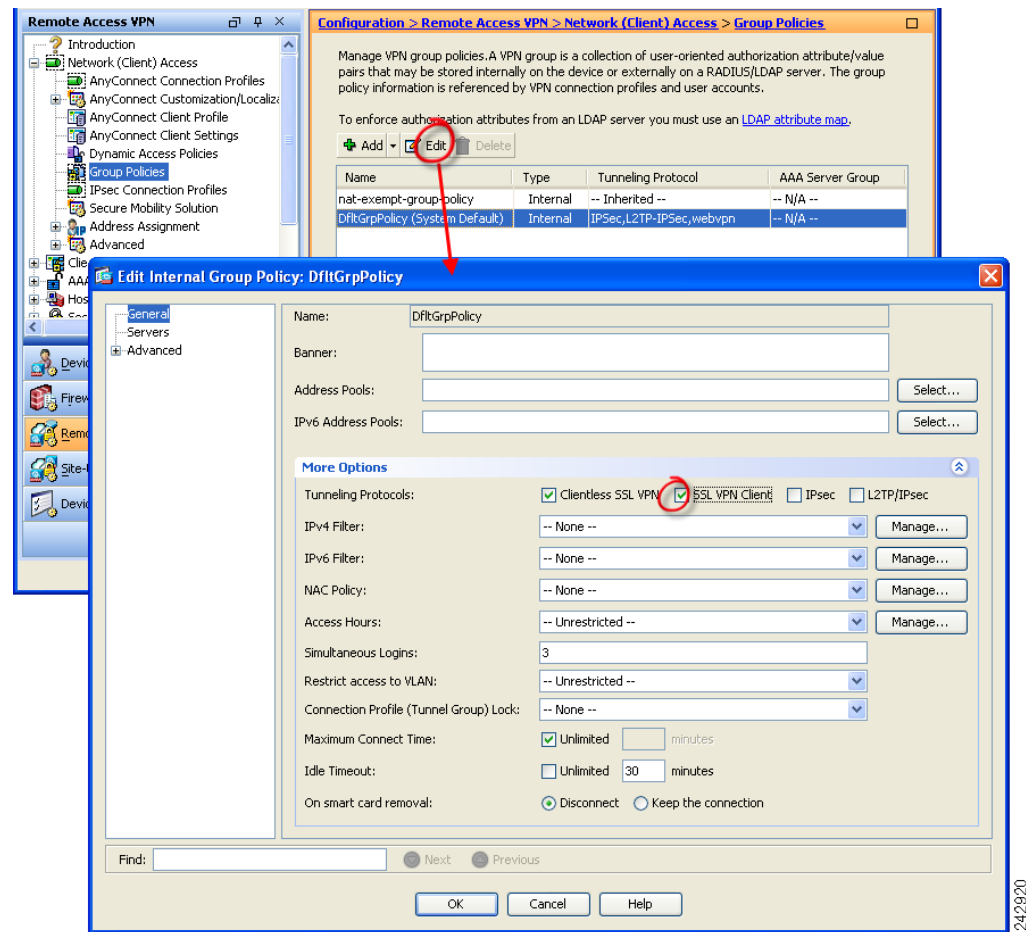 Remote Access VPN
Introduction
Network (Client) Access
AnyConnect Connection Profiles
AnyConnect Customization/Localiz
AnyConnect Client Profile
AnyConnect Client Settings
Dynamic Access Policies
Group Policies
IPsec Connection Profiles
Secure Mobility Solution
Address Assignment
Advanced
Clie
AAA
Hos
Devic
Firew
Remo
Site-
Devic
Configuration > Remote Access VPN > Network (Client) Access > Group Policies
Manage VPN group policies.A VPN group is a collection of user-oriented authorization attribute/value
pairs that may be stored internally on the device or externally on a RADIUS/LDAP server. The group
policy information is referenced by VPN connection profiles and user accounts.
To enforce authorization attributes from an LDAP server you must use an LDAP attribute map.
Add Edit Delete
Name Type Tunneling Protocol AAA Server Group
nat-exempt-group-policy Internal -- Inherited -- -- N/A --
DfltGrpPolicy (System Default) Internal IPSec,L2TP-IPSec,webvpn -- N/A --
Edit Internal Group Policy: DfltGrpPolicy
General
Servers
Advanced
Name: DfltGrpPolicy
Banner:
Address Pools: Select...
IPv6 Address Pools: Select...
More Options
Tunneling Protocols: Clientless SSL VPN SSL VPN Client IPsec L2TP/IPsec
IPv4 Filter: -- None -- Manage...
IPv6 Filter: -- None -- Manage...
NAC Policy: -- None -- Manage...
Access Hours: -- Unrestricted -- Manage...
Simultaneous Logins: 3
Restrict access to VLAN: -- Unrestricted --
Connection Profile (Tunnel Group) Lock: -- None --
Maximum Connect Time: Unlimited minutes
Idle Timeout: Unlimited 30 minutes
On smart card removal: Disconnect Keep the connection
Find: Next Previous
OK Cancel Help
242920